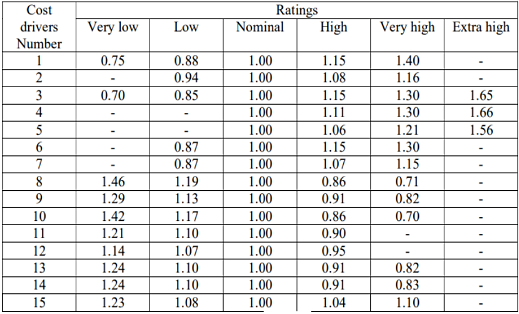 Cost drivers Number Ratings
Very low Low Nominal High Very high Extra high
1 0.75 0.88 1.00 1.15 1.40 -
2 - 0.94 1.00 1.08 1.16 -
3 0.70 0.85 1.00 1.15 1.30 1.65
4 - - 1.00 1.11 1.30 1.66
5 - - 1.00 1.06 1.21 1.56
6 - 0.87 1.00 1.15 1.30 -
7 - 0.87 1.00 1.07 1.15 -
8 1.46 1.19 1.00 0.86 0.71 -
9 1.29 1.13 1.00 0.91 0.82 -
10 1.42 1.17 1.00 0.86 0.70 -
11 1.21 1.10 1.00 0.90 - -
12 1.14 1.07 1.00 0.95 - -
13 1.24 1.10 1.00 0.91 0.82 -
14 1.24 1.10 1.00 0.91 0.83 -
15 1.23 1.08 1.00 1.04 1.10 -